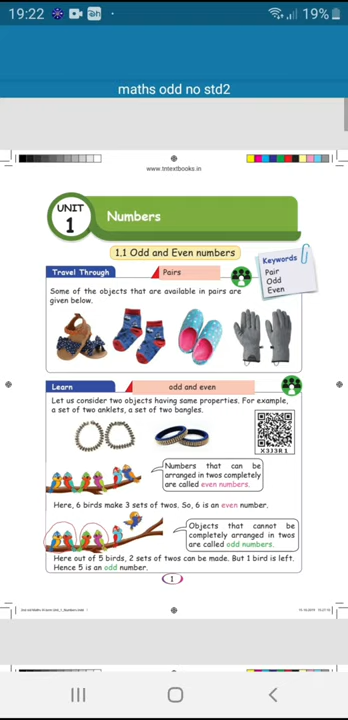 19:22
19%
maths odd no std2
www.tntextbooks.in
UNIT
1
Numbers
1.1 Odd and Even numbers
Travel Through
Pairs
Keywords
Pair
Odd
Even
Some of the objects that are available in pairs are
given below.
Learn
odd and even
Let us consider two objects having same properties. For example,
a set of two anklets, a set of two bangles.
X3J3R1
Numbers that can be
arranged in twos completely
are called even numbers.
Here, 6 birds make 3 sets of twos. So, 6 is an even number.
Objects that cannot be
completely arranged in twos
are called odd numbers.
Here out of 5 birds, 2 sets of twos can be made. But 1 bird is left.
Hence 5 is an odd number.
1